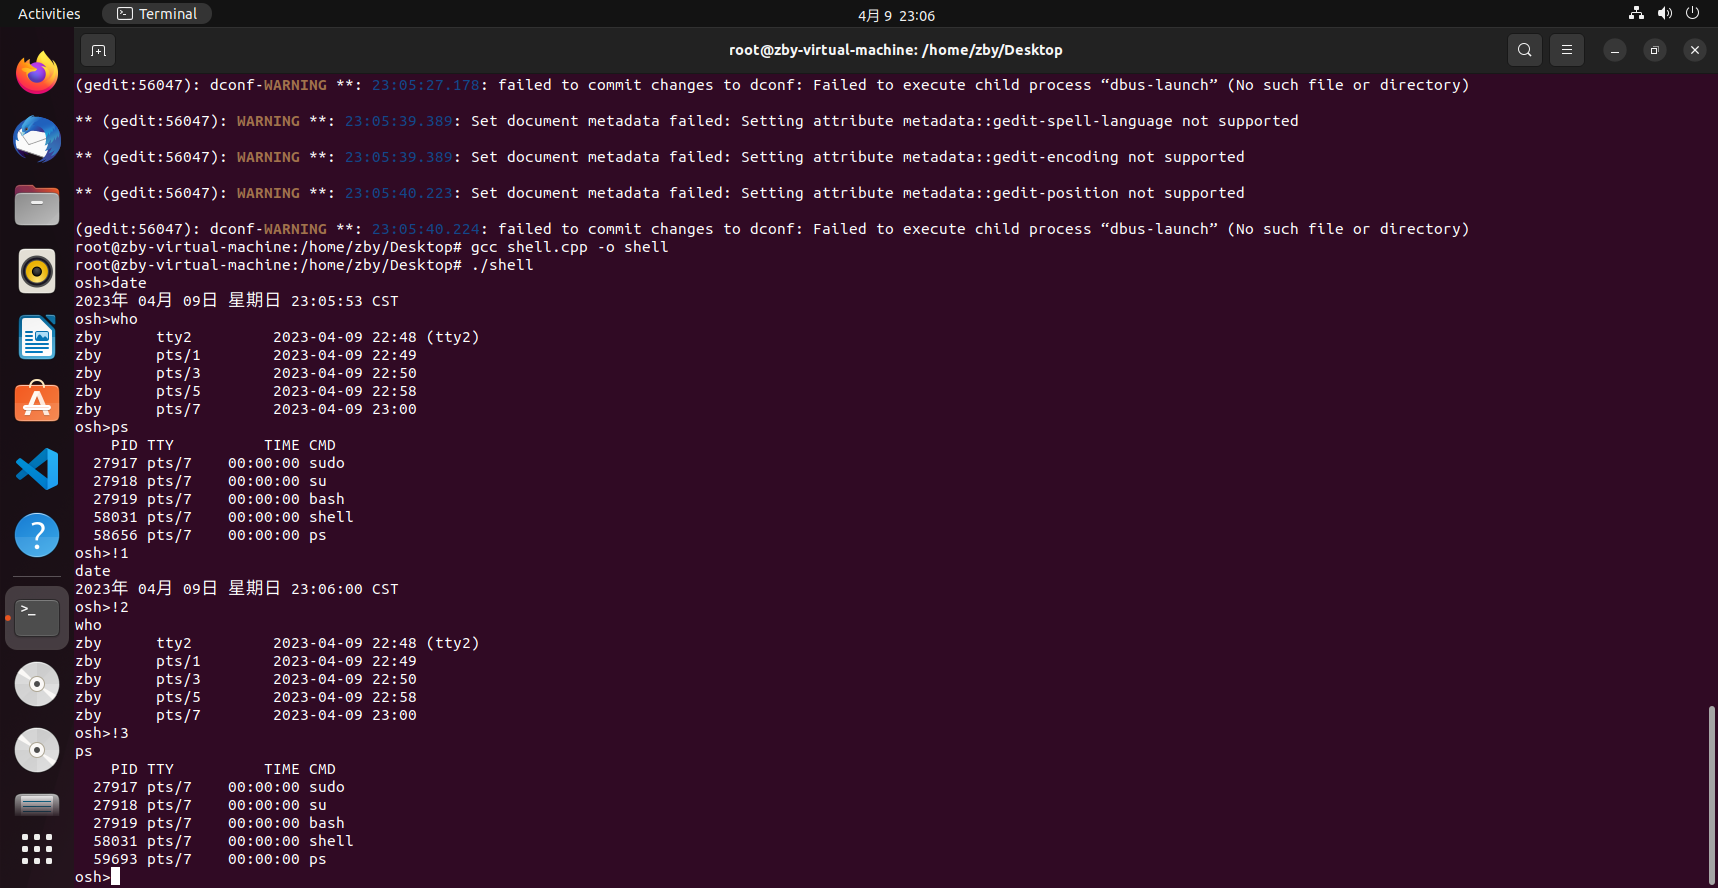 Activities
Terminal
4月 9 23:06
root@zby-virtual-machine: /home/zby/Desktop
(gedit:56047): dconf-WARNING **: 23:05:27.178: failed to commit changes to dconf: Failed to execute child process “dbus-launch” (No such file or directory)
** (gedit:56047): WARNING **: 23:05:39.389: Set document metadata failed: Setting attribute metadata::gedit-spell-language not supported
** (gedit:56047): WARNING **: 23:05:39.389: Set document metadata failed: Setting attribute metadata::gedit-encoding not supported
** (gedit:56047): WARNING **: 23:05:40.223: Set document metadata failed: Setting attribute metadata::gedit-position not supported
(gedit:56047): dconf-WARNING **: 23:05:40.224: failed to commit changes to dconf: Failed to execute child process “dbus-launch” (No such file or directory)
root@zby-virtual-machine:/home/zby/Desktop# gcc shell.cpp -o shell
root@zby-virtual-machine:/home/zby/Desktop# ./shell
osh>date
2023年 04月 09日 星期日 23:05:53 CST
osh>who
zby      tty2         2023-04-09 22:48 (tty2)
zby      pts/1        2023-04-09 22:49
zby      pts/3        2023-04-09 22:50
zby      pts/5        2023-04-09 22:58
zby      pts/7        2023-04-09 23:00
osh>ps
    PID TTY          TIME CMD
  27917 pts/7    00:00:00 sudo
  27918 pts/7    00:00:00 su
  27919 pts/7    00:00:00 bash
  58031 pts/7    00:00:00 shell
  58656 pts/7    00:00:00 ps
osh>!1
date
2023年 04月 09日 星期日 23:06:00 CST
osh>!2
who
zby      tty2         2023-04-09 22:48 (tty2)
zby      pts/1        2023-04-09 22:49
zby      pts/3        2023-04-09 22:50
zby      pts/5        2023-04-09 22:58
zby      pts/7        2023-04-09 23:00
osh>!3
ps
    PID TTY          TIME CMD
  27917 pts/7    00:00:00 sudo
  27918 pts/7    00:00:00 su
  27919 pts/7    00:00:00 bash
  58031 pts/7    00:00:00 shell
  59693 pts/7    00:00:00 ps
osh>